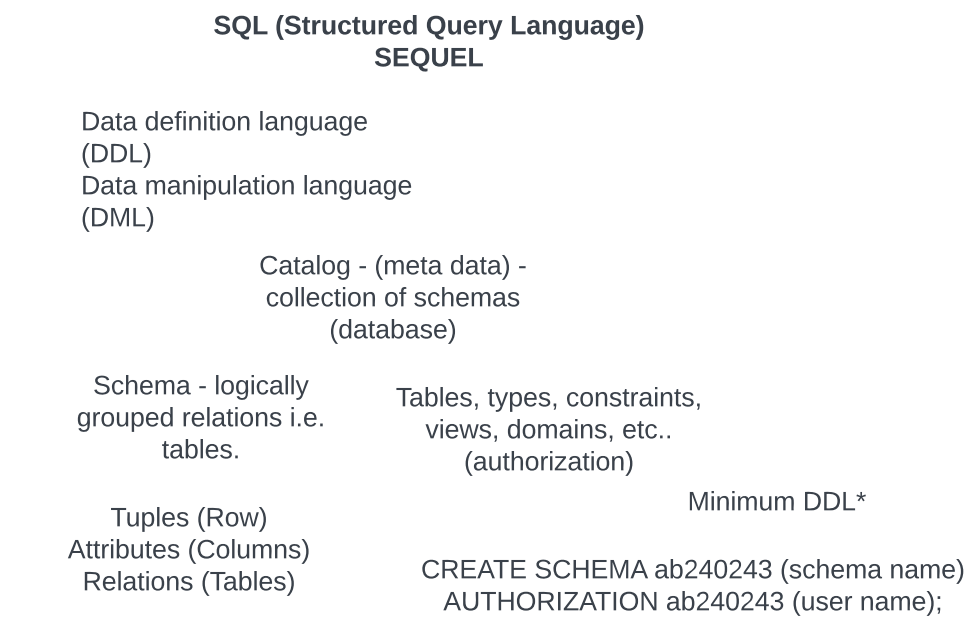 SQL (Structured Query Language)
SEQUEL
Data definition language
(DDL)
Data manipulation language
(DML)
Catalog - (meta data) -
collection of schemas
(database)
Schema - logically
grouped relations i.e.
tables.
Tables, types, constraints,
views, domains, etc..
(authorization)
Minimum DDL*
Tuples (Row)
Attributes (Columns)
Relations (Tables)
CREATE SCHEMA ab240243 (schema name)
AUTHORIZATION ab240243 (user name);